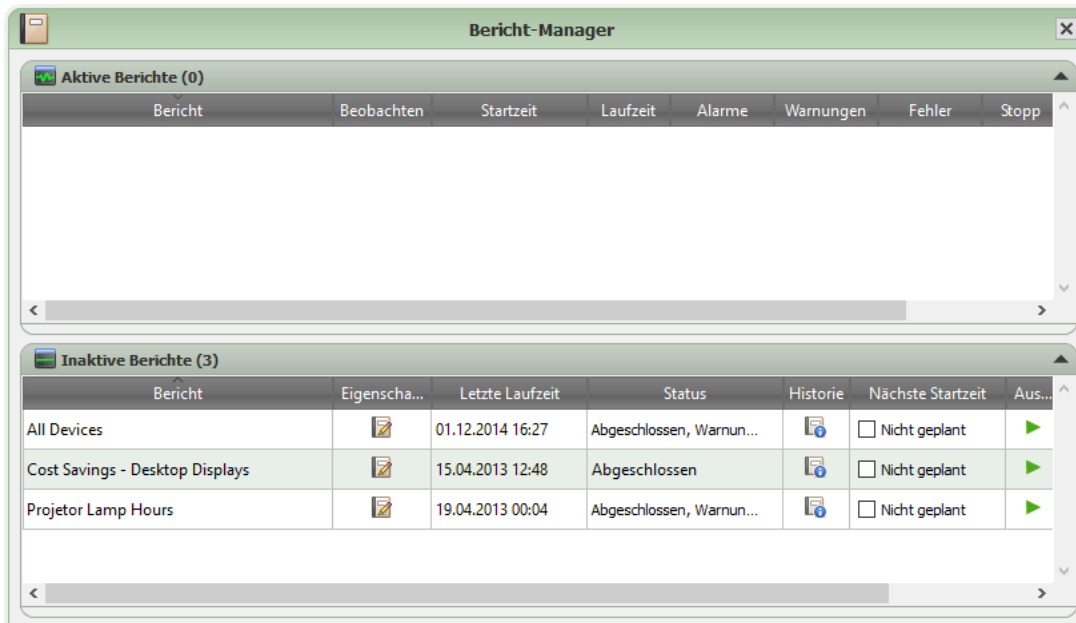 Bericht-Manager
Aktive Berichte (0)
Bericht Beobachten Startzeit Laufzeit Alarme Warnungen Fehler Stopp
Inaktive Berichte (3)
Bericht Eigenscha... Letzte Laufzeit Status Historie Nächste Startzeit Aus...
All Devices 01.12.2014 16:27 Abgeschlossen, Warnun... Nicht geplant
Cost Savings - Desktop Displays 15.04.2013 12:48 Abgeschlossen Nicht geplant
Projetor Lamp Hours 19.04.2013 00:04 Abgeschlossen, Warnun... Nicht geplant